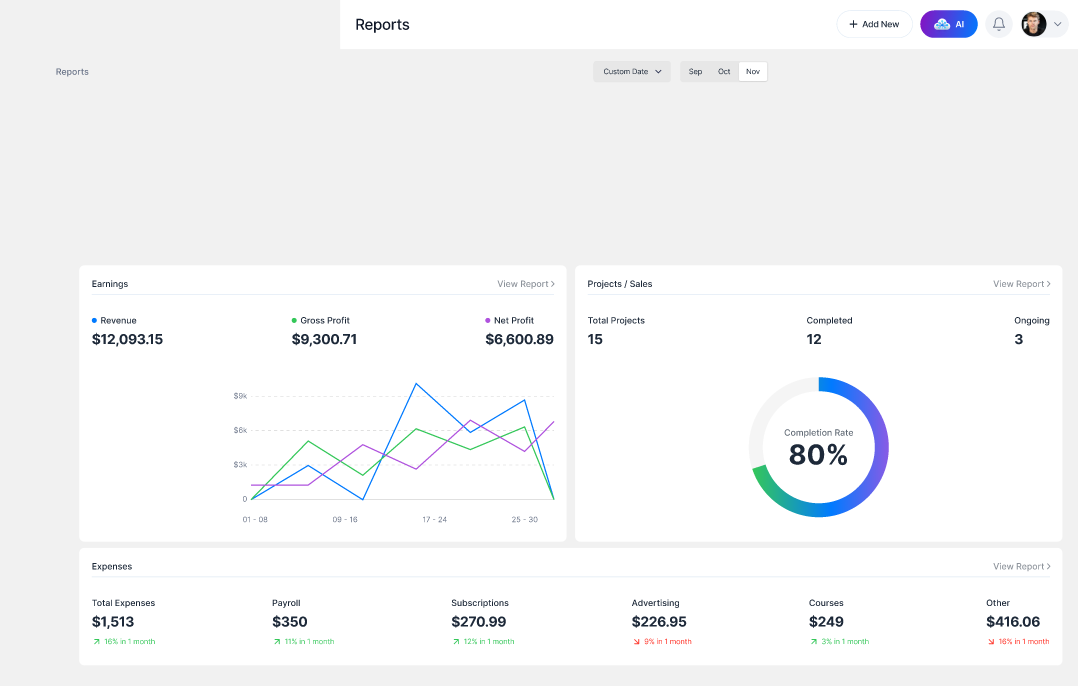 Reports
+ Add New
AI
Reports
Custom Date
Sep Oct Nov
Earnings
View Report
Revenue
$12,093.15
Gross Profit
$9,300.71
Net Profit
$6,600.89
$9k
$6k
$3k
0
01 - 08
09 - 16
17 - 24
25 - 30
Projects / Sales
View Report
Total Projects
15
Completed
12
Ongoing
3
Completion Rate
80%
Expenses
View Report
Total Expenses
$1,513
16% in 1 month
Payroll
$350
11% in 1 month
Subscriptions
$270.99
12% in 1 month
Advertising
$226.95
9% in 1 month
Courses
$249
3% in 1 month
Other
$416.06
16% in 1 month